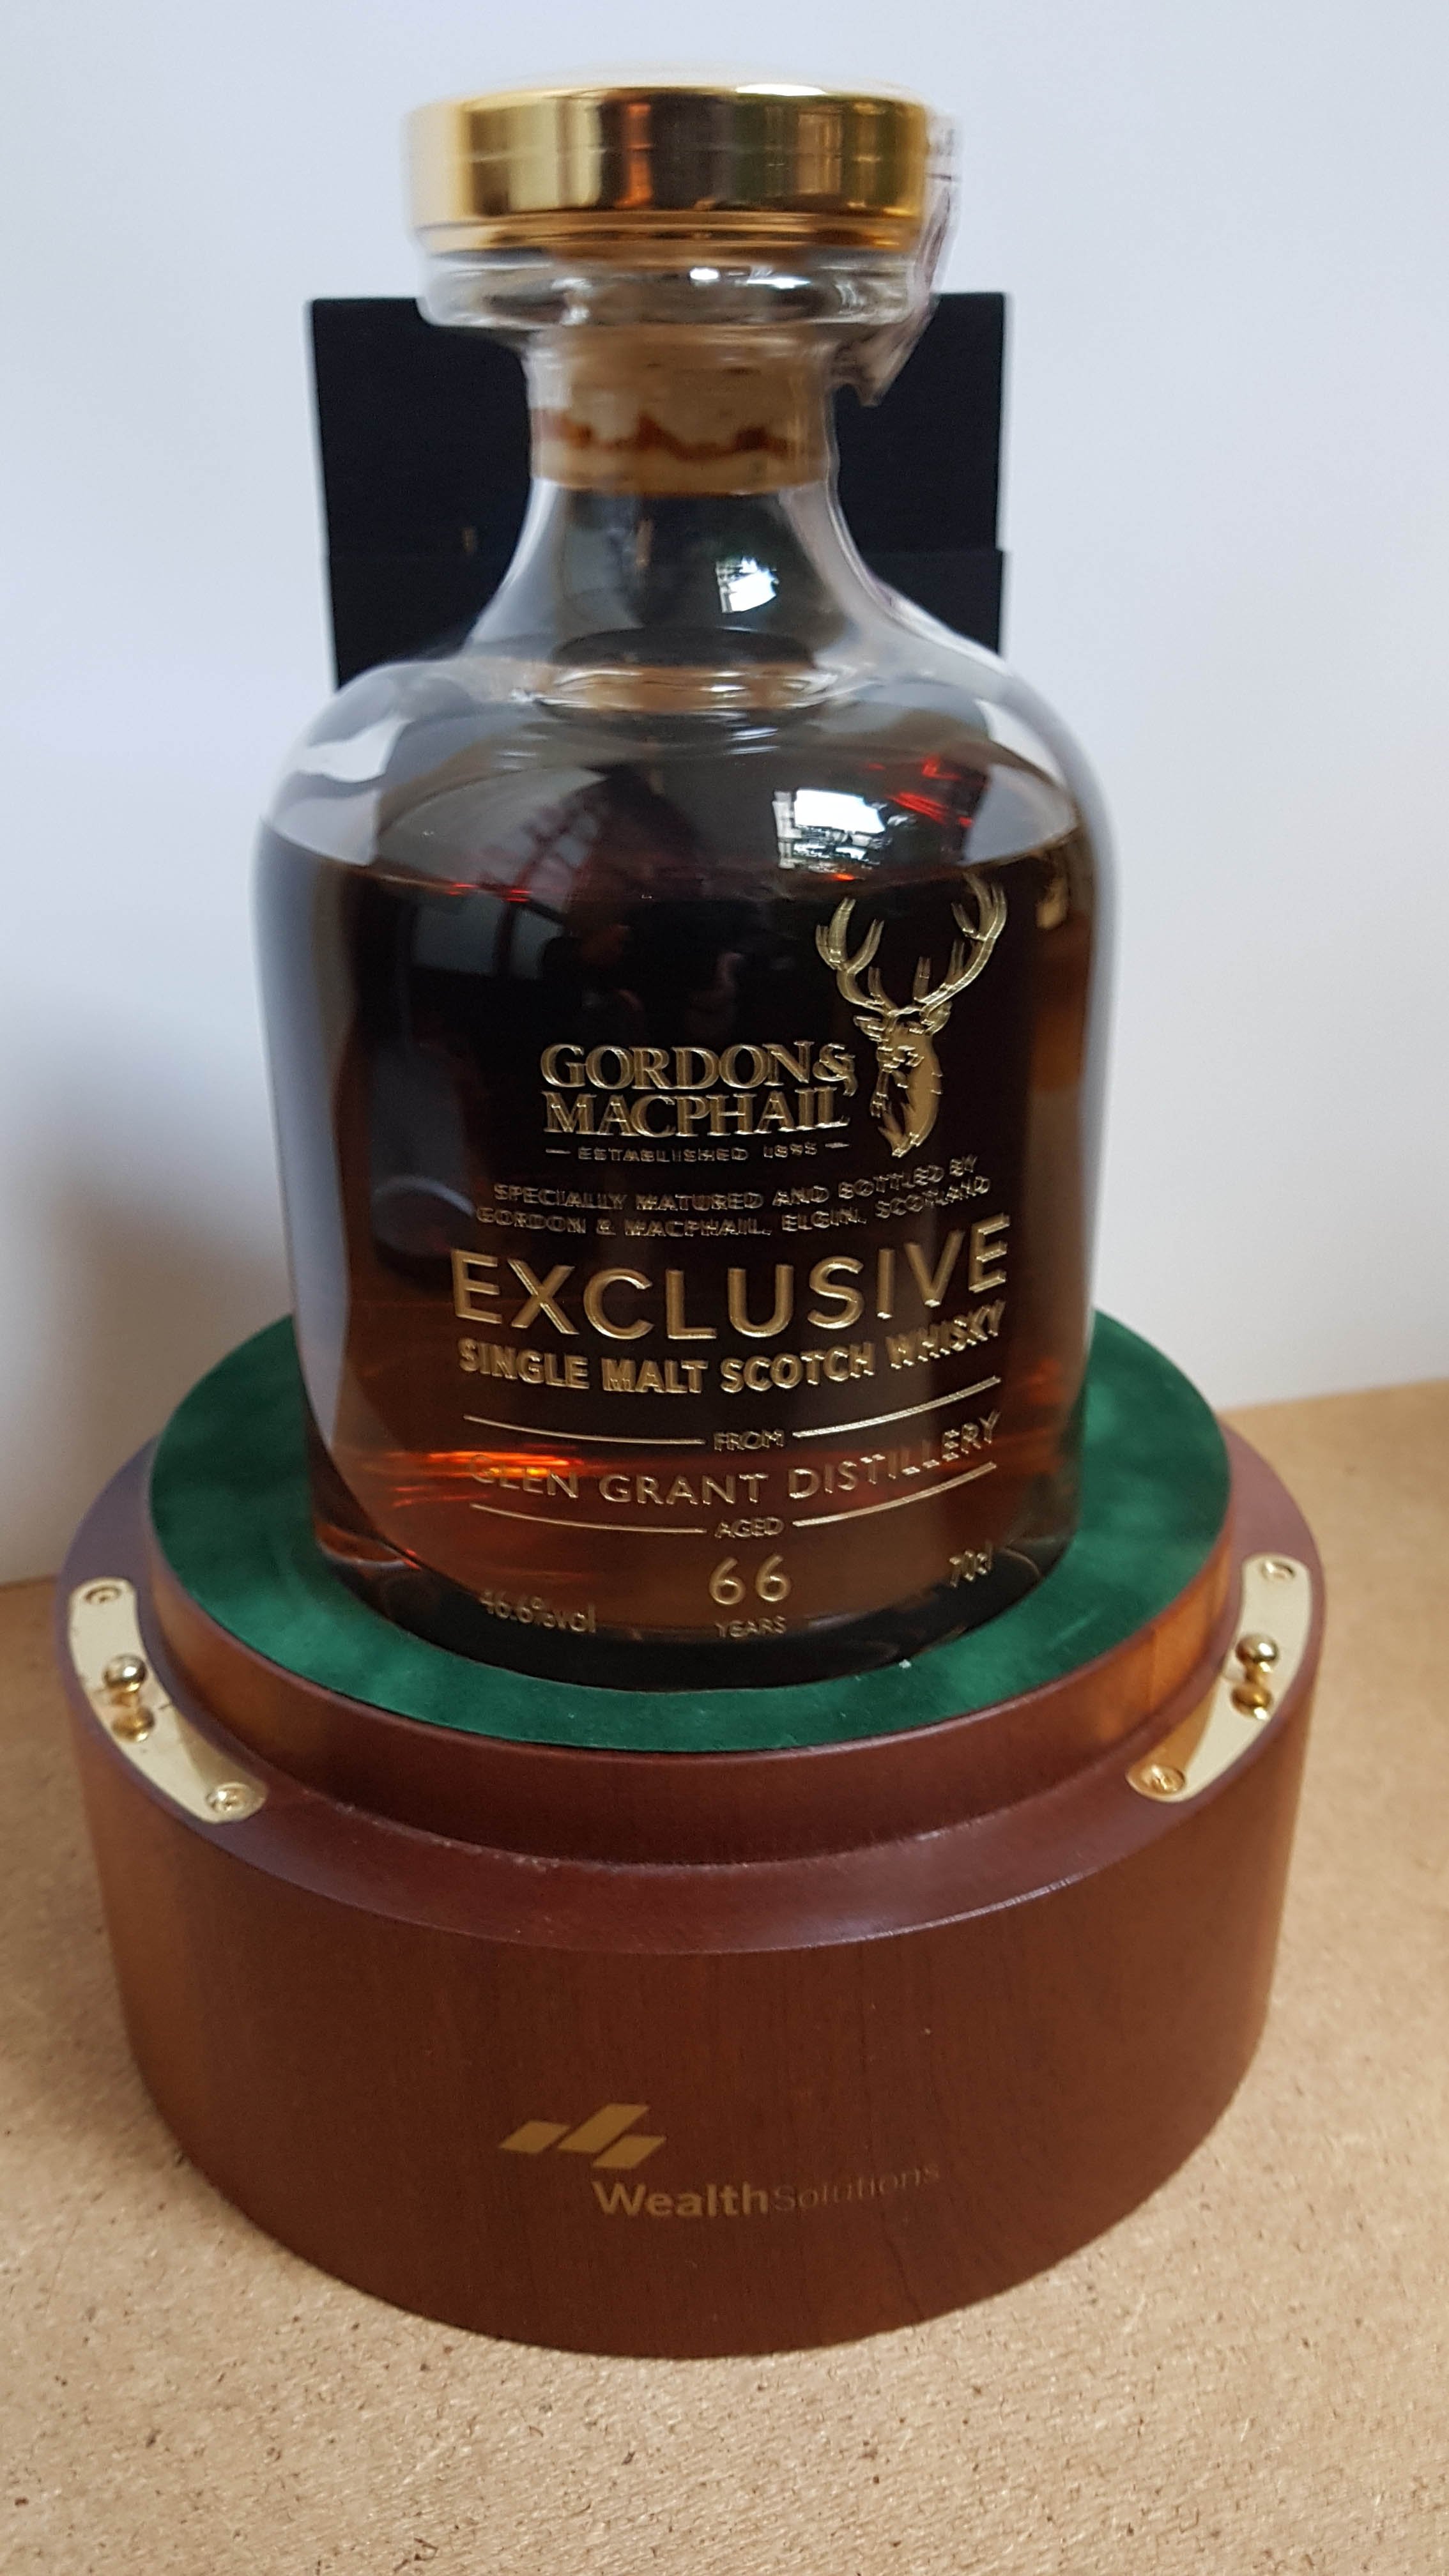 GORDON &
MACPHAIL
ESTABLISHED 1895
SPECIALLY MATURED AND BOTTLED BY
GORDON & MACPHAIL, ELGIN, SCOTLAND
EXCLUSIVE
SINGLE MALT SCOTCH WHISKY
FROM
GLEN GRANT DISTILLERY
AGED
66
YEARS
46.6%vol
70cl
WealthSolutions